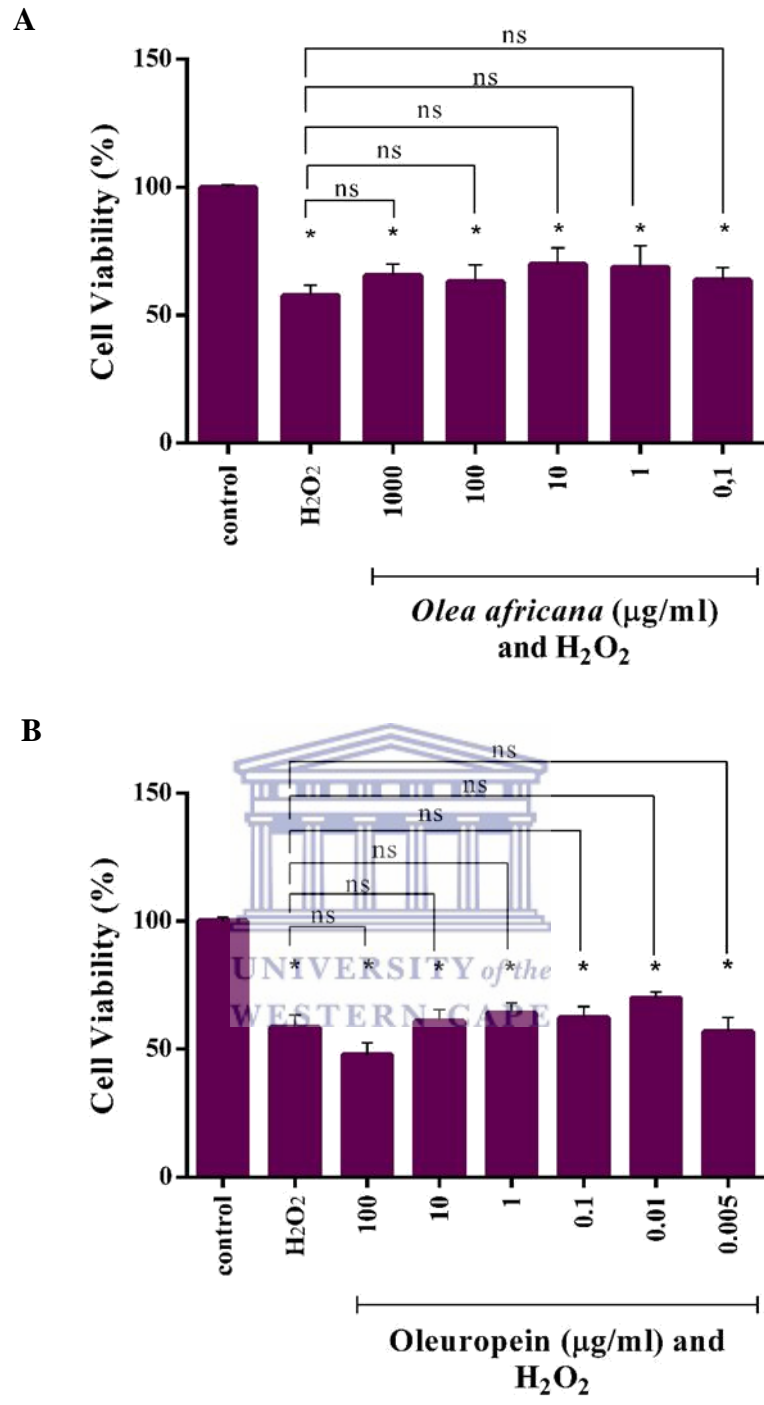 A
ns
ns
ns
ns
ns
150
100
50
0
Cell Viability (%)
* * * * * *
control
H2O2
1000
100
10
1
0,1
Olea africana (μg/ml)
and H₂O₂
B
ns
ns
ns
ns
ns
ns
150
100
50
0
Cell Viability (%)
* * * * * * *
UNIVERSITY of the
WESTERN CAPE
control
H2O2
100
10
1
0.1
0.01
0.005
Oleuropein (μg/ml) and
H₂O₂